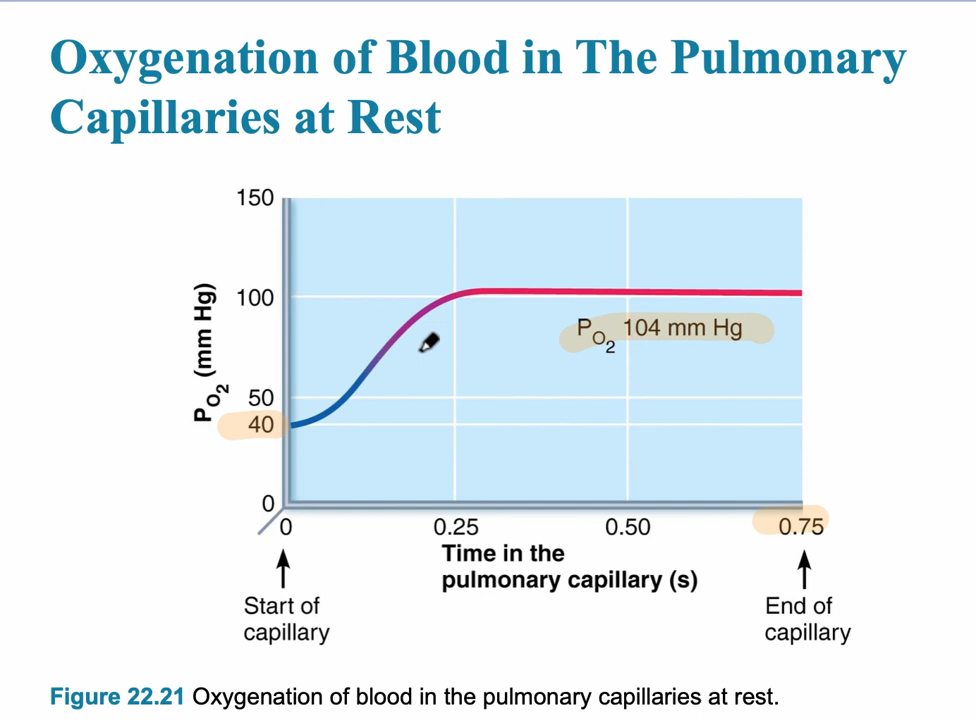 Oxygenation of Blood in The Pulmonary
Capillaries at Rest
150
100
50
40
0
P O2 (mm Hg)
P O2 104 mm Hg
0 0.25 0.50 0.75
Time in the
pulmonary capillary (s)
Start of
capillary
End of
capillary
Figure 22.21 Oxygenation of blood in the pulmonary capillaries at rest.